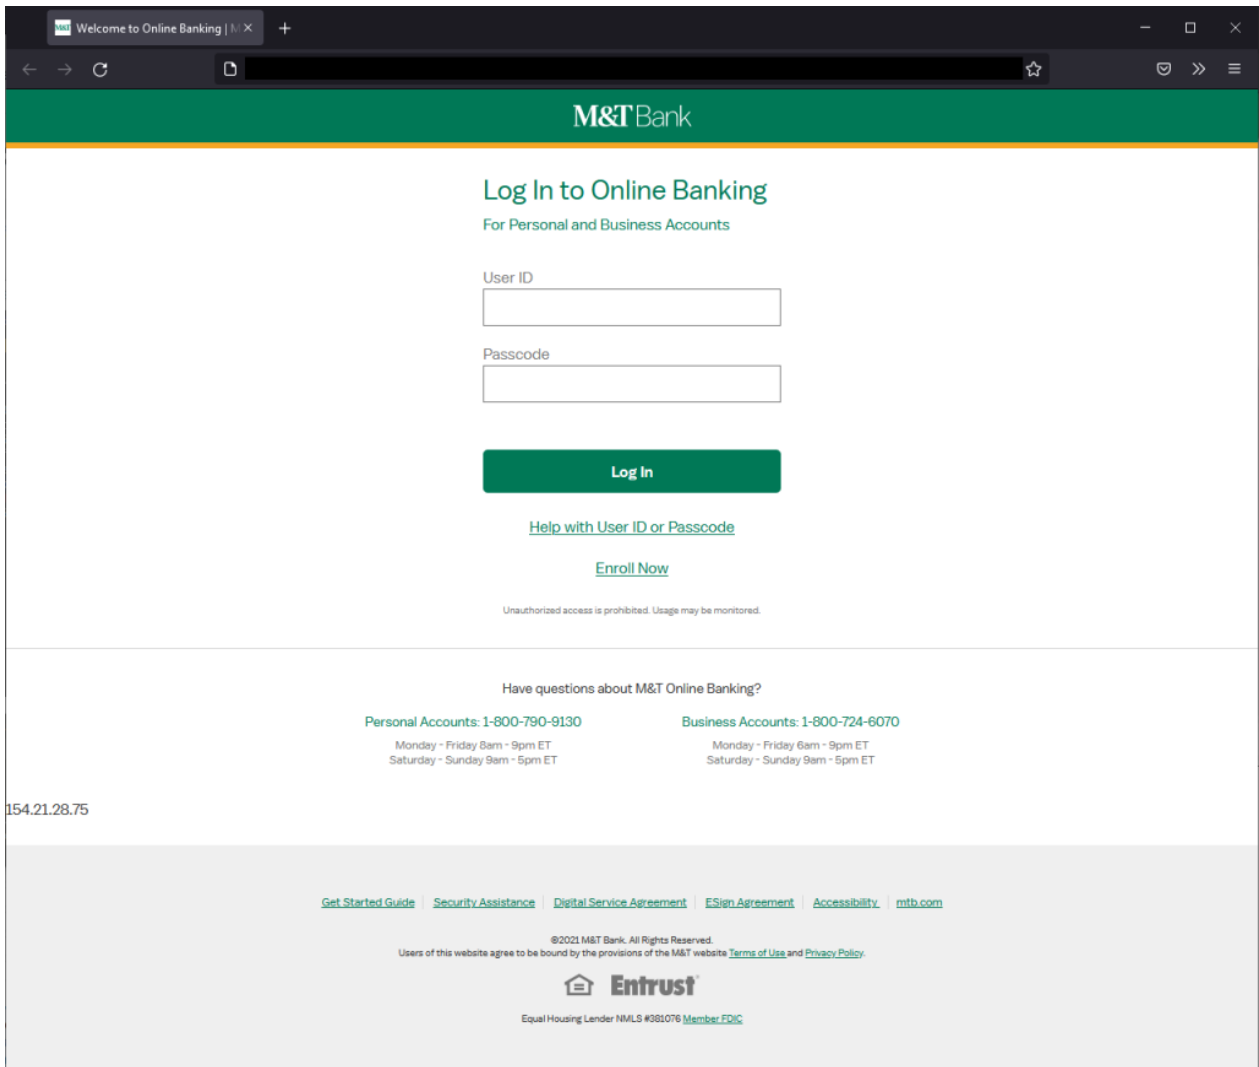 M&T Welcome to Online Banking | M
M&T Bank
Log In to Online Banking
For Personal and Business Accounts
User ID
Passcode
Log In
Help with User ID or Passcode
Enroll Now
Unauthorized access is prohibited. Usage may be monitored.
Have questions about M&T Online Banking?
Personal Accounts: 1-800-790-9130
Monday - Friday 8am - 9pm ET
Saturday - Sunday 9am - 5pm ET
Business Accounts: 1-800-724-6070
Monday - Friday 6am - 9pm ET
Saturday - Sunday 9am - 5pm ET
154.21.28.75
Get Started Guide Security Assistance Digital Service Agreement ESign Agreement Accessibility mtb.com
©2021 M&T Bank. All Rights Reserved.
Users of this website agree to be bound by the provisions of the M&T website Terms of Use and Privacy Policy.
Entrust
Equal Housing Lender NMLS #381076 Member FDIC